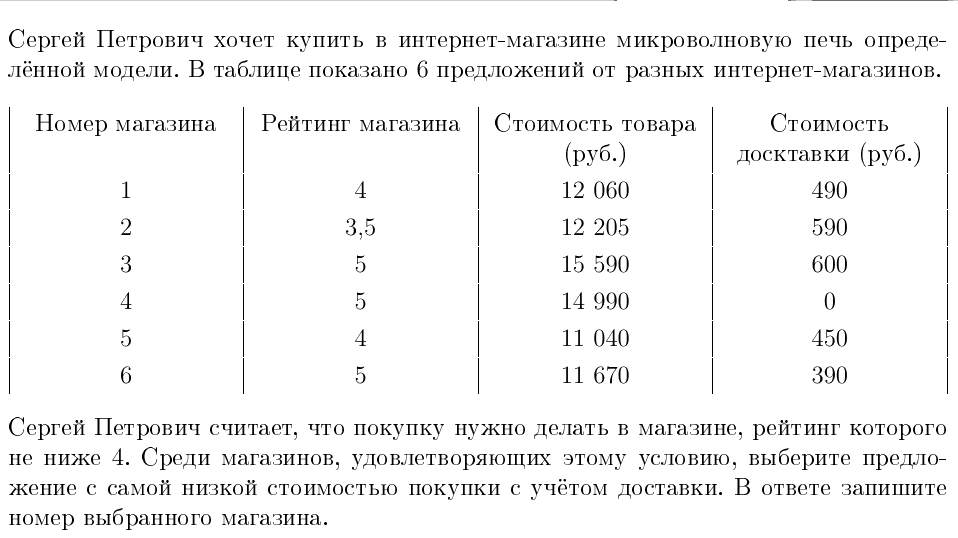 Сергей Петрович хочет купить в интернет-магазине микроволновую печь опреде-
лённой модели. В таблице показано 6 предложений от разных интернет-магазинов.
Номер магазина Рейтинг магазина Стоимость товара (руб.) Стоимость досктавки (руб.)
1 4 12 060 490
2 3,5 12 205 590
3 5 15 590 600
4 5 14 990 0
5 4 11 040 450
6 5 11 670 390
Сергей Петрович считает, что покупку нужно делать в магазине, рейтинг которого
не ниже 4. Среди магазинов, удовлетворяющих этому условию, выберите предло-
жение с самой низкой стоимостью покупки с учётом доставки. В ответе запишите
номер выбранного магазина.